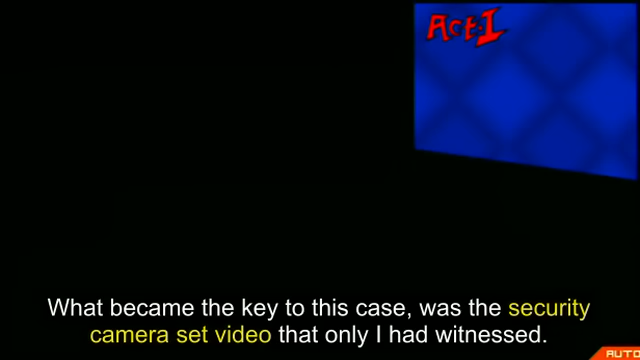 Act.1
What became the key to this case, was the security
camera set video that only I had witnessed.
AUTO